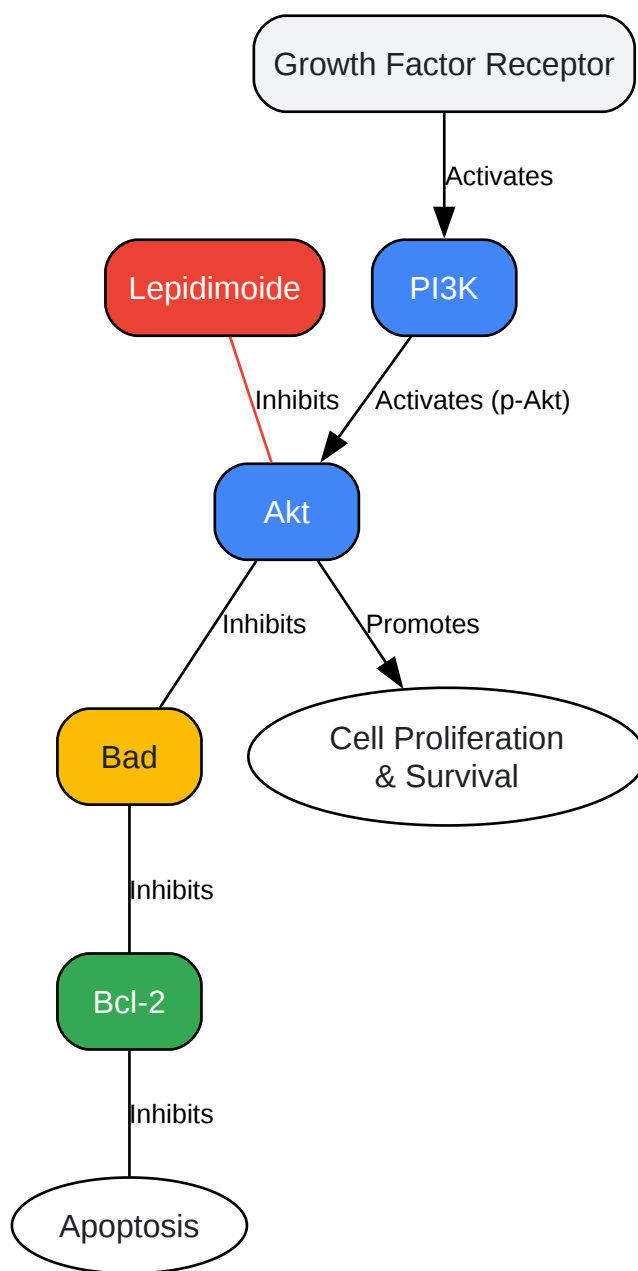 Growth Factor Receptor
Activates
Lepidimoide
PI3K
Inhibits
Activates (p-Akt)
Akt
Inhibits
Promotes
Bad
Cell Proliferation
& Survival
Inhibits
Bcl-2
Inhibits
Apoptosis